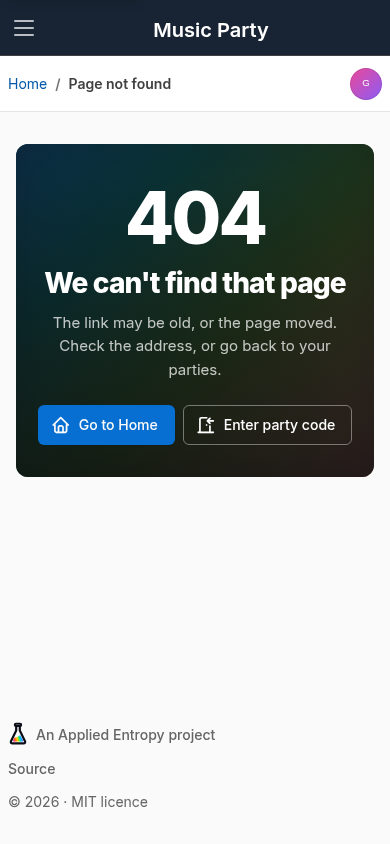 Music Party
Home / Page not found
G
404
We can't find that page
The link may be old, or the page moved.
Check the address, or go back to your
parties.
Go to Home
Enter party code
An Applied Entropy project
Source
© 2026 · MIT licence